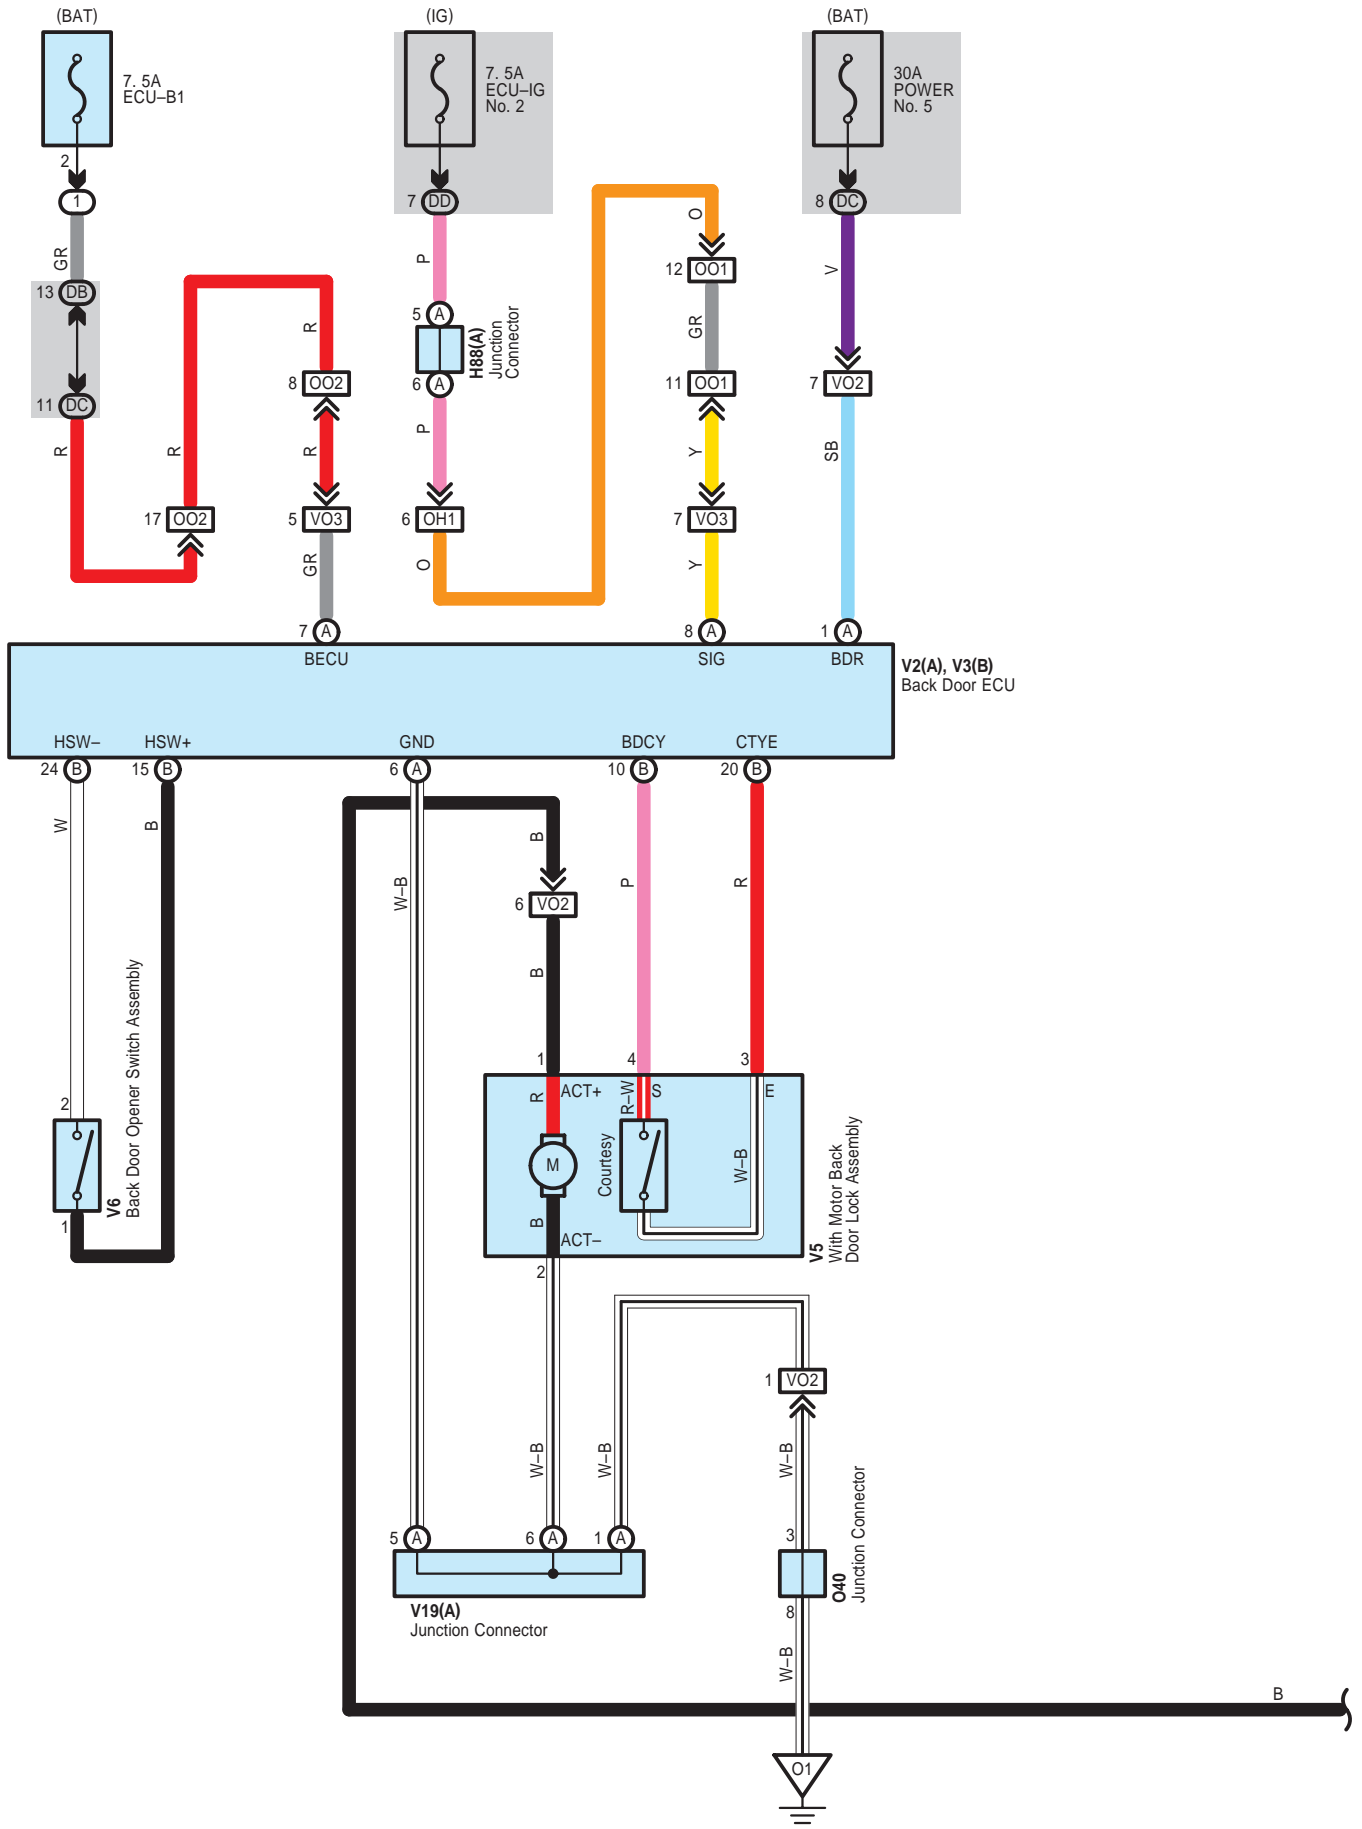 (BAT)
(IG)
(BAT)
7. 5A
ECU–B1
7. 5A
ECU–IG
No. 2
30A
POWER
No. 5
2
1
7 DD
8 DC
GR
P
O
V
13 DB
12 OO1
5 A
H88(A)
Junction
Connector
R
GR
6 A
8 OO2
11 OO1
7 VO2
11 DC
R
R
R
P
Y
SB
17 OO2
5 VO3
6 OH1
7 VO3
GR
O
Y
7 A
8 A
1 A
BECU
SIG
BDR
V2(A), V3(B)
Back Door ECU
HSW–
HSW+
GND
BDCY
CTYE
24 B
15 B
6 A
10 B
20 B
W
B
B
W–B
P
R
6 VO2
B
V6
Back Door Opener Switch Assembly
1
4
3
R
ACT+
R–W
S
E
2
M
Courtesy
W–B
1
B
ACT–
V5
With Motor Back
Door Lock Assembly
2
1 VO2
W–B
W–B
W–B
5 A
6 A
1 A
3
O40
Junction Connector
V19(A)
Junction Connector
8
W–B
B
O1